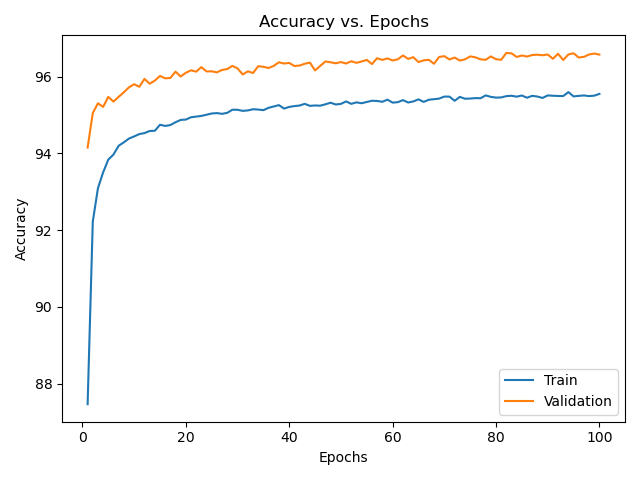 Accuracy vs. Epochs
96
94
92
90
88
Accuracy
0 20 40 60 80 100
Epochs
Train
Validation